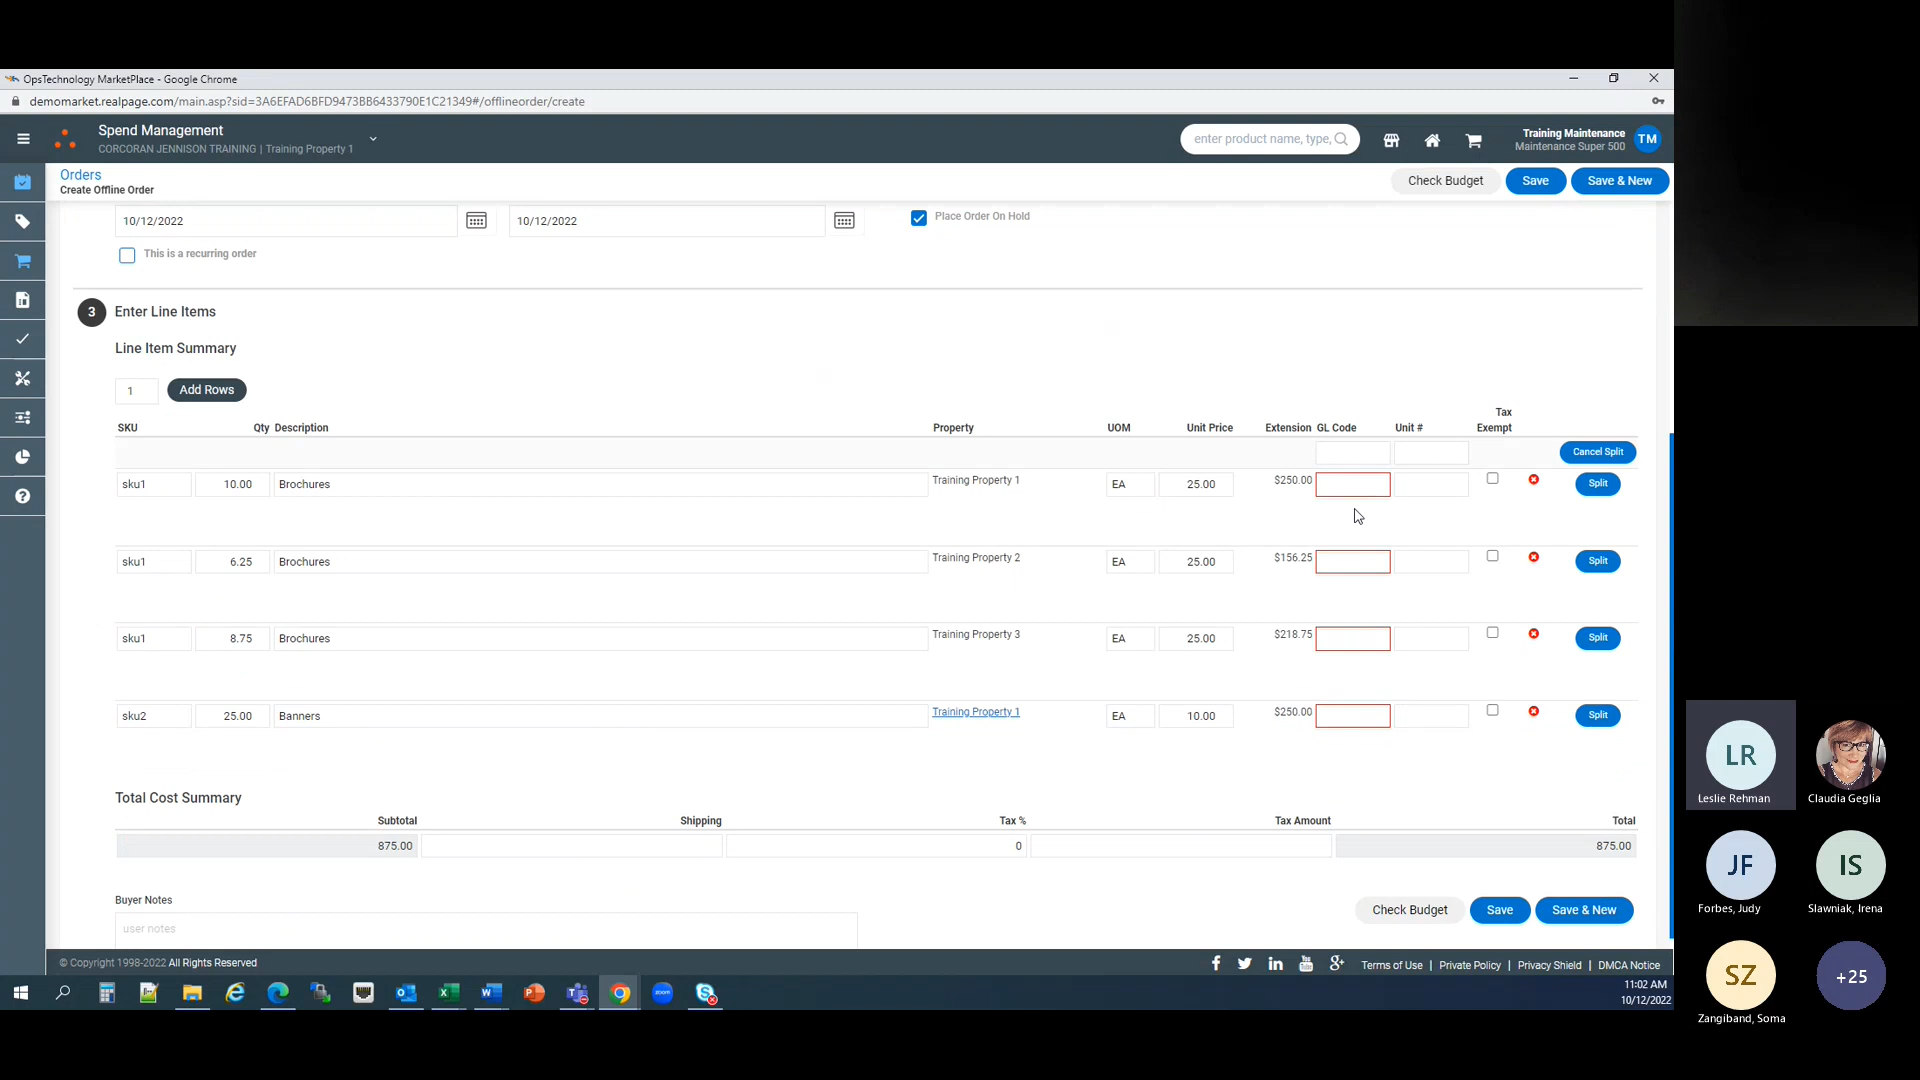 OpsTechnology MarketPlace - Google Chrome
demomarket.realpage.com/main.asp?sid=3A6EFAD6BFD9473BB6433790E1C21349#/offlineorder/create
Spend Management
CORCORAN JENNISON TRAINING | Training Property 1
enter product name, type,
Training Maintenance
Maintenance Super 500
TM
Orders
Create Offline Order
Check Budget
Save
Save & New
10/12/2022
10/12/2022
Place Order On Hold
This is a recurring order
3 Enter Line Items
Line Item Summary
1 Add Rows
SKU Qty Description Property UOM Unit Price Extension GL Code Unit # Tax Exempt
Cancel Split
sku1 10.00 Brochures Training Property 1 EA 25.00 $250.00 Split
sku1 6.25 Brochures Training Property 2 EA 25.00 $156.25 Split
sku1 8.75 Brochures Training Property 3 EA 25.00 $218.75 Split
sku2 25.00 Banners Training Property 1 EA 10.00 $250.00 Split
Total Cost Summary
Subtotal Shipping Tax % Tax Amount Total
875.00 0 875.00
Buyer Notes
user notes
Check Budget
Save
Save & New
© Copyright 1998-2022 All Rights Reserved
Terms of Use | Private Policy | Privacy Shield | DMCA Notice
zoom
11:02 AM
10/12/2022
LR
Leslie Rehman
Claudia Geglia
JF
Forbes, Judy
IS
Slawniak, Irena
SZ
Zangiband, Soma
+25